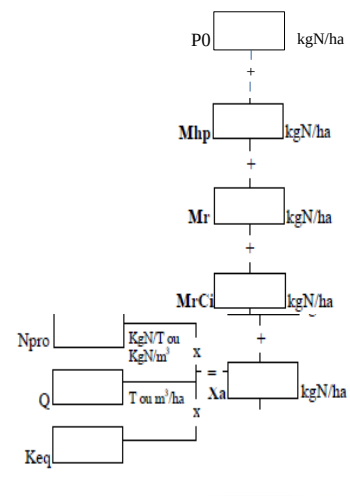 P0 kgN/ha
+
Mhp kgN/ha
+
Mr kgN/ha
+
MrCi kgN/ha
+
Npro KgN/T ou
KgN/m³
x
Q T ou m³/ha
= Xa kgN/ha
x
Keq